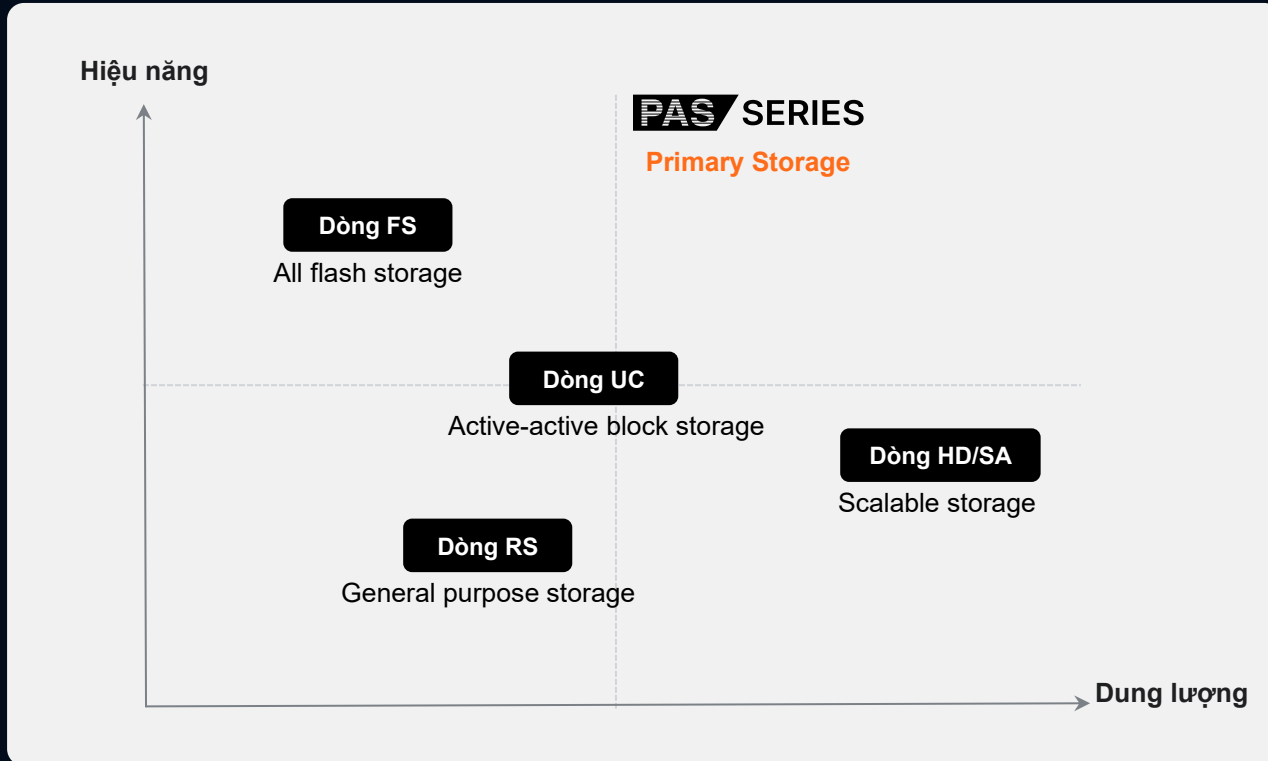 Hiệu năng
PAS SERIES
Primary Storage
Dòng FS
All flash storage
Dòng UC
Active-active block storage
Dòng HD/SA
Scalable storage
Dòng RS
General purpose storage
Dung lượng